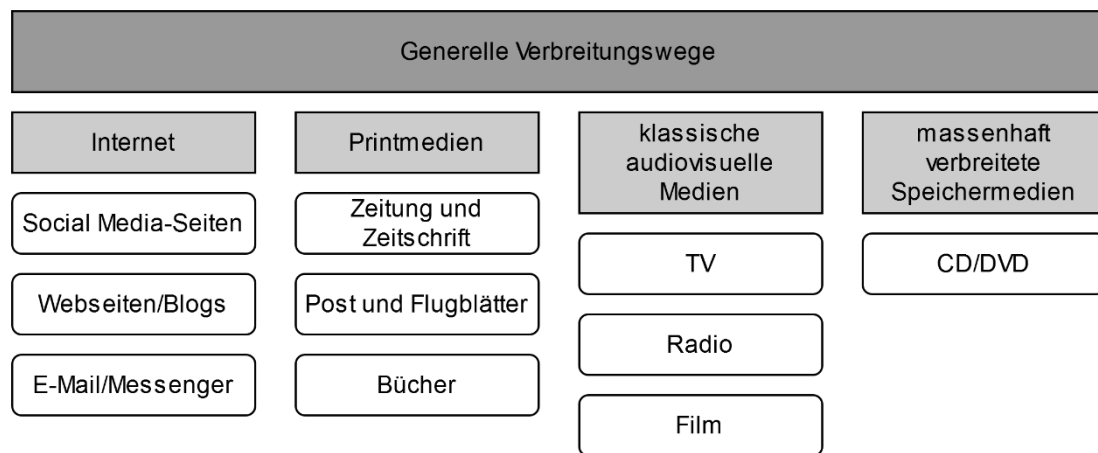 Generelle Verbreitungswege
Internet
Social Media-Seiten
Webseiten/Blogs
E-Mail/Messenger
Printmedien
Zeitung und
Zeitschrift
Post und Flugblätter
Bücher
klassische
audiovisuelle
Medien
TV
Radio
Film
massenhaft
verbreitete
Speichermedien
CD/DVD